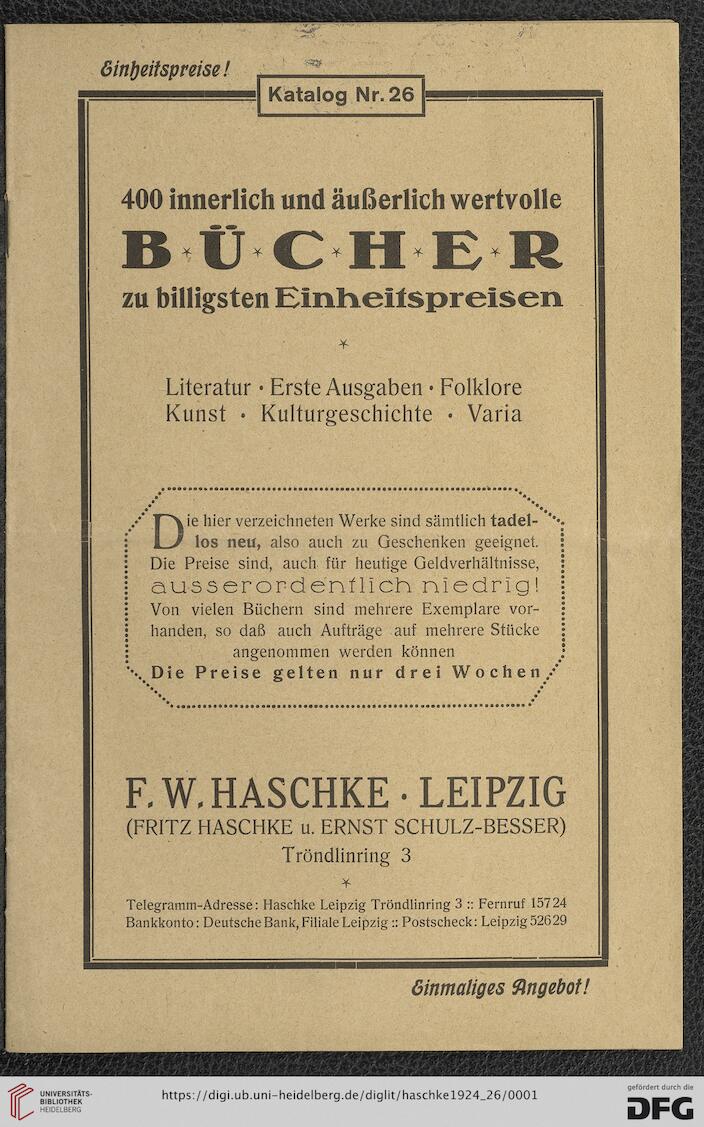 Einheitspreise!
Katalog Nr. 26
400 innerlich und äußerlich wertvolle
B*Ü*C*H*E*R
zu billigsten Einheitspreisen
*
Literatur • Erste Ausgaben • Folklore
Kunst • Kulturgeschichte • Varia
Die hier verzeichneten Werke sind sämtlich tadel-
los neu, also auch zu Geschenken geeignet.
Die Preise sind, auch für heutige Geldverhältnisse,
ausserordentlich niedrig!
Von vielen Büchern sind mehrere Exemplare vor-
handen, so daß auch Aufträge auf mehrere Stücke
angenommen werden können
Die Preise gelten nur drei Wochen
F. W. HASCHKE • LEIPZIG
(FRITZ HASCHKE u. ERNST SCHULZ-BESSER)
Tröndlinring 3
*
Telegramm-Adresse: Haschke Leipzig Tröndlinring 3 :: Fernruf 15724
Bankkonto: Deutsche Bank, Filiale Leipzig :: Postscheck: Leipzig 52629
Einmaliges Angebot!
UNIVERSITÄTS-
BIBLIOTHEK
HEIDELBERG
https://digi.ub.uni-heidelberg.de/diglit/haschke1924_26/0001
gefördert durch die
DFG